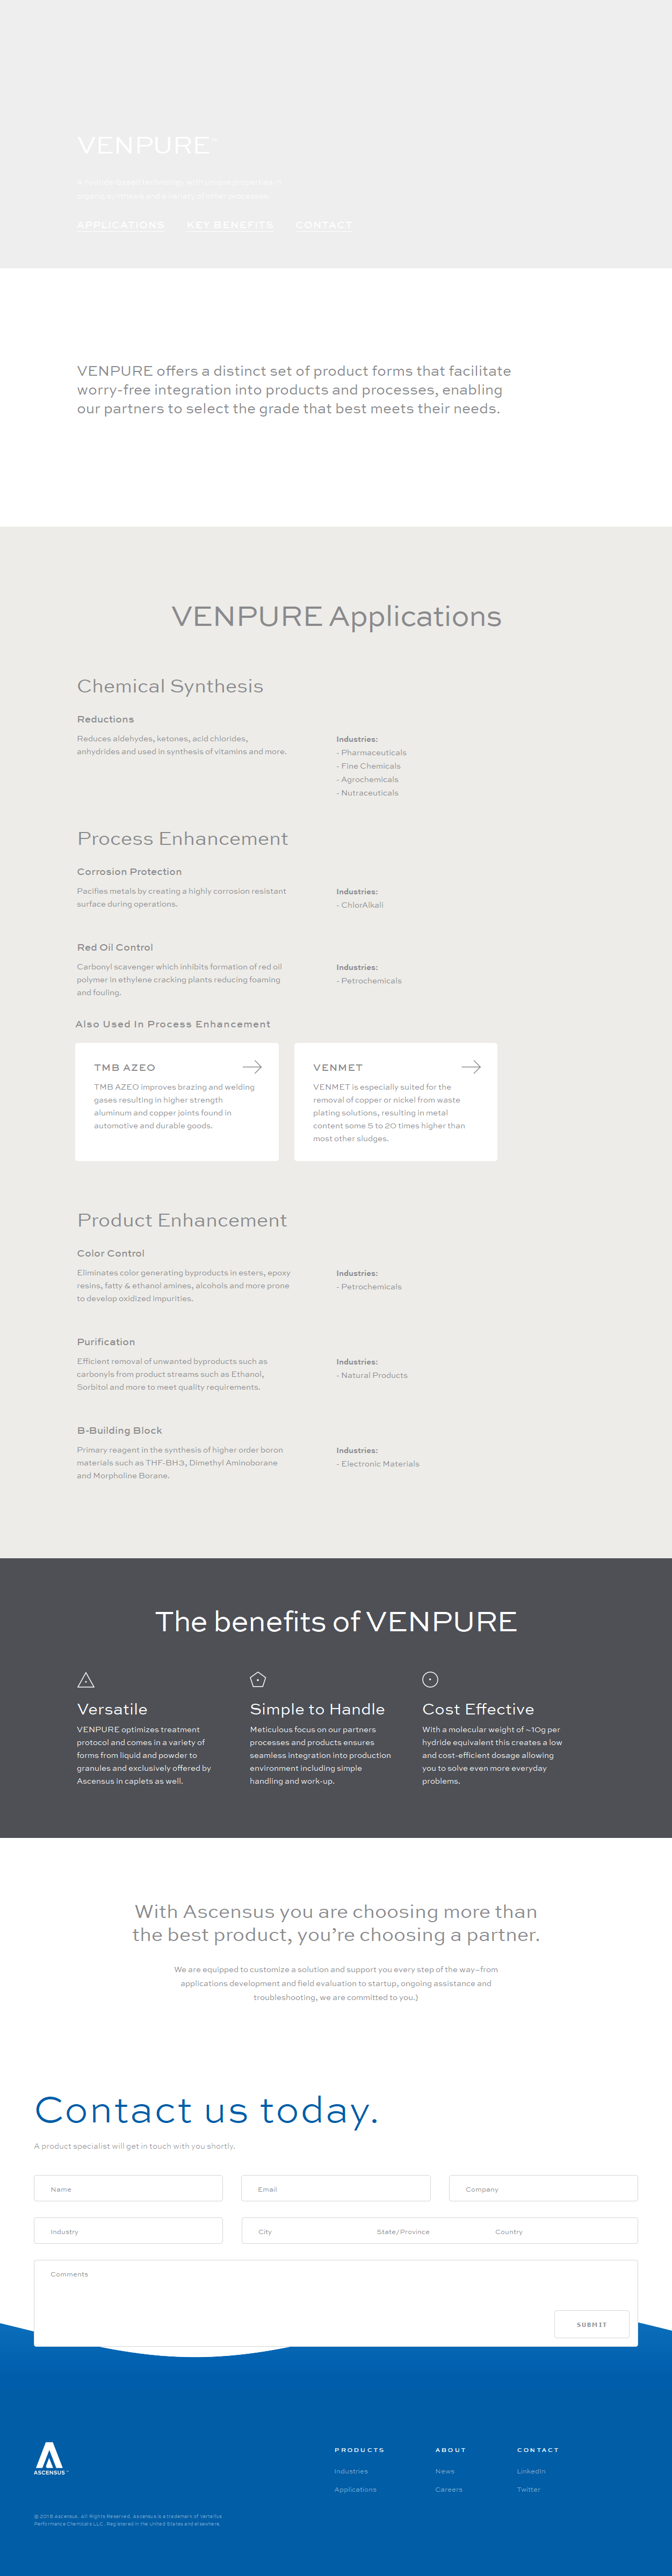 VENPURE™
A hydride-based technology with unique properties in
organic synthesis and a variety of other processes.
APPLICATIONS KEY BENEFITS CONTACT
VENPURE offers a distinct set of product forms that facilitate
worry-free integration into products and processes, enabling
our partners to select the grade that best meets their needs.
VENPURE Applications
Chemical Synthesis
Reductions
Reduces aldehydes, ketones, acid chlorides,
anhydrides and used in synthesis of vitamins and more.
Industries:
- Pharmaceuticals
- Fine Chemicals
- Agrochemicals
- Nutraceuticals
Process Enhancement
Corrosion Protection
Pacifies metals by creating a highly corrosion resistant
surface during operations.
Industries:
- ChlorAlkali
Red Oil Control
Carbonyl scavenger which inhibits formation of red oil
polymer in ethylene cracking plants reducing foaming
and fouling.
Industries:
- Petrochemicals
Also Used In Process Enhancement
TMB AZEO
TMB AZEO improves brazing and welding
gases resulting in higher strength
aluminum and copper joints found in
automotive and durable goods.
VENMET
VENMET is especially suited for the
removal of copper or nickel from waste
plating solutions, resulting in metal
content some 5 to 20 times higher than
most other sludges.
Product Enhancement
Color Control
Eliminates color generating byproducts in esters, epoxy
resins, fatty & ethanol amines, alcohols and more prone
to develop oxidized impurities.
Industries:
- Petrochemicals
Purification
Efficient removal of unwanted byproducts such as
carbonyls from product streams such as Ethanol,
Sorbitol and more to meet quality requirements.
Industries:
- Natural Products
B-Building Block
Primary reagent in the synthesis of higher order boron
materials such as THF-BH3, Dimethyl Aminoborane
and Morpholine Borane.
Industries:
- Electronic Materials
The benefits of VENPURE
Versatile
VENPURE optimizes treatment
protocol and comes in a variety of
forms from liquid and powder to
granules and exclusively offered by
Ascensus in caplets as well.
Simple to Handle
Meticulous focus on our partners
processes and products ensures
seamless integration into production
environment including simple
handling and work-up.
Cost Effective
With a molecular weight of ~10g per
hydride equivalent this creates a low
and cost-efficient dosage allowing
you to solve even more everyday
problems.
With Ascensus you are choosing more than
the best product, you’re choosing a partner.
We are equipped to customize a solution and support you every step of the way–from
applications development and field evaluation to startup, ongoing assistance and
troubleshooting, we are committed to you.)
Contact us today.
A product specialist will get in touch with you shortly.
Name Email Company
Industry City State/Province Country
Comments
SUBMIT
ASCENSUS™
PRODUCTS
Industries
Applications
ABOUT
News
Careers
CONTACT
LinkedIn
Twitter
© 2018 Ascensus. All Rights Reserved. Ascensus is a trademark of Vertellus
Performance Chemicals LLC. Registered in the United States and elsewhere.